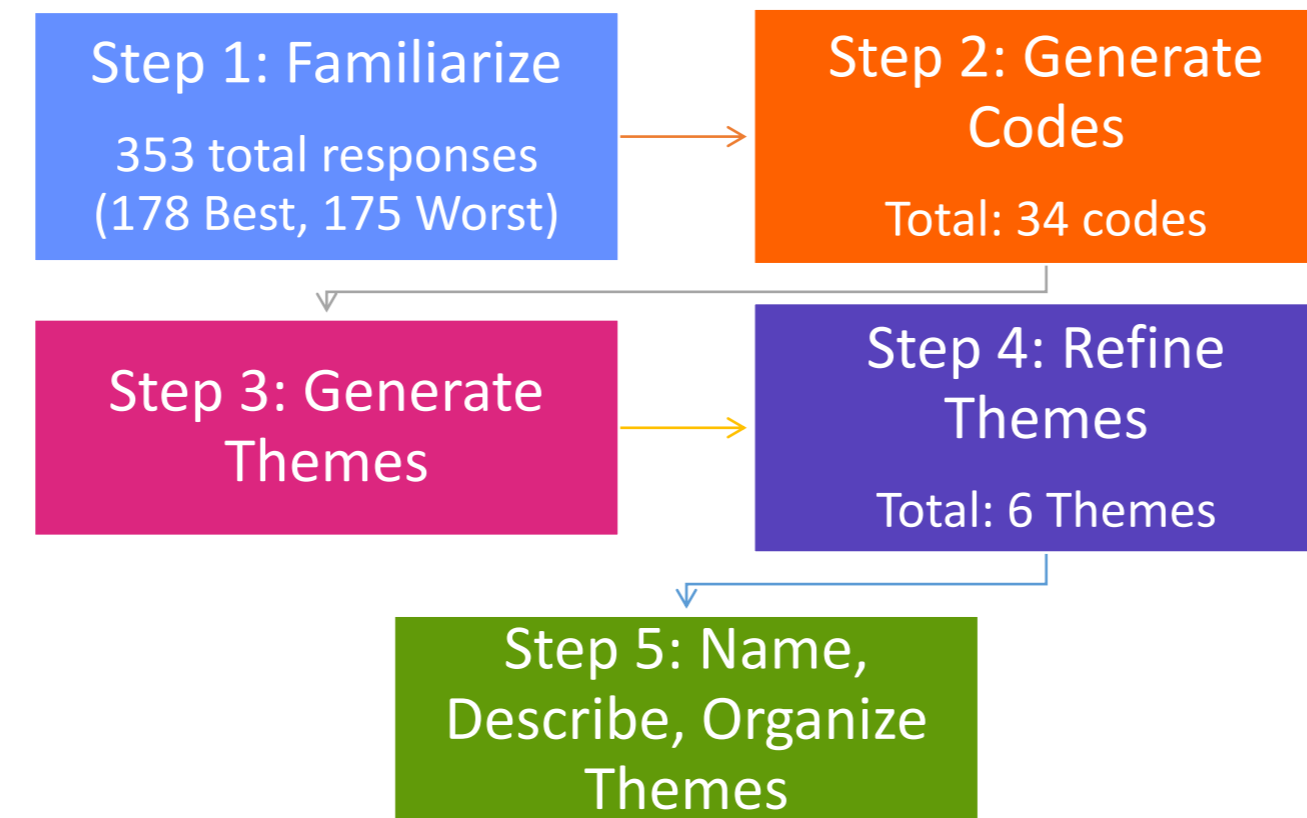 Step 1: Familiarize
353 total responses
(178 Best, 175 Worst)
Step 2: Generate
Codes
Total: 34 codes
Step 3: Generate
Themes
Step 4: Refine
Themes
Total: 6 Themes
Step 5: Name,
Describe, Organize
Themes